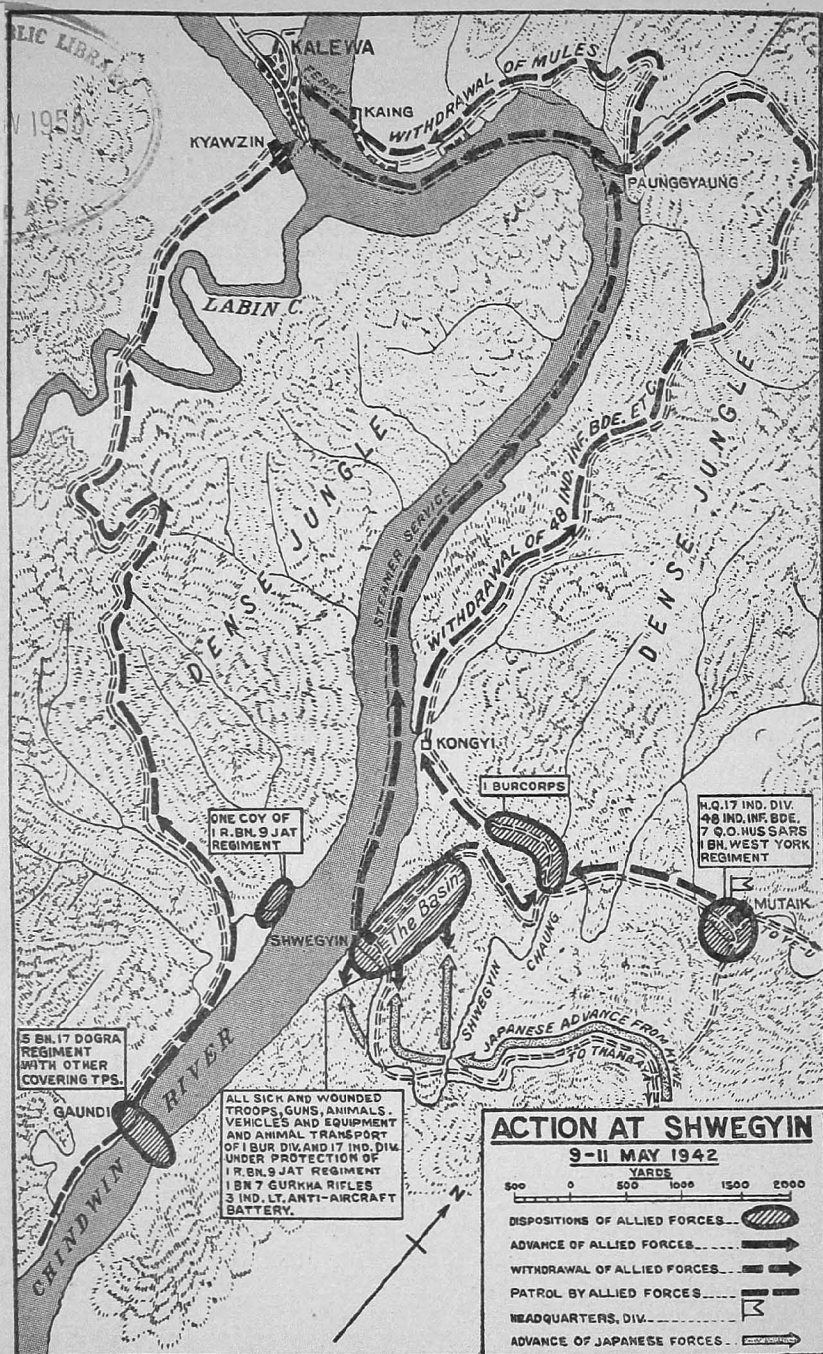 BLIC LIBRA
1955
KALEWA
FERRY
KAING
WITHDRAWAL OF MULES
KYAWZIN
PAUNGGYAUNG
LABIN C.
DENSE JUNGLE
STEAMER SERVICE
WITHDRAWAL OF 48 IND. INF. BDE. ETC.
DENSE JUNGLE
KONGYI
1 BURCORPS
ONE COY OF
1 R.BN. 9 JAT
REGIMENT
H.Q. 17 IND. DIV.
48 IND. INF. BDE.
7 Q.O. HUSSARS
1 BN. WEST YORK
REGIMENT
MUTAIK
The Basin
SHWEGYIN
SHWEGYIN CHAUNG
JAPANESE ADVANCE FROM
TO THANBA
5 BN. 17 DOGRA
REGIMENT
WITH OTHER
COVERING TPS.
GAUNDI
CHINDWIN RIVER
ALL SICK AND WOUNDED
TROOPS, GUNS, ANIMALS.
VEHICLES AND EQUIPMENT
AND ANIMAL TRANSPORT
OF 1 BUR DIV. AND 17 IND. DIV.
UNDER PROTECTION OF
1 R. BN. 9 JAT REGIMENT
1 BN 7 GURKHA RIFLES
3 IND. LT. ANTI-AIRCRAFT
BATTERY.
N
ACTION AT SHWEGYIN
9-11 MAY 1942
YARDS
500 0 500 1000 1500 2000
DISPOSITIONS OF ALLIED FORCES
ADVANCE OF ALLIED FORCES
WITHDRAWAL OF ALLIED FORCES
PATROL BY ALLIED FORCES
HEADQUARTERS, DIV.
ADVANCE OF JAPANESE FORCES